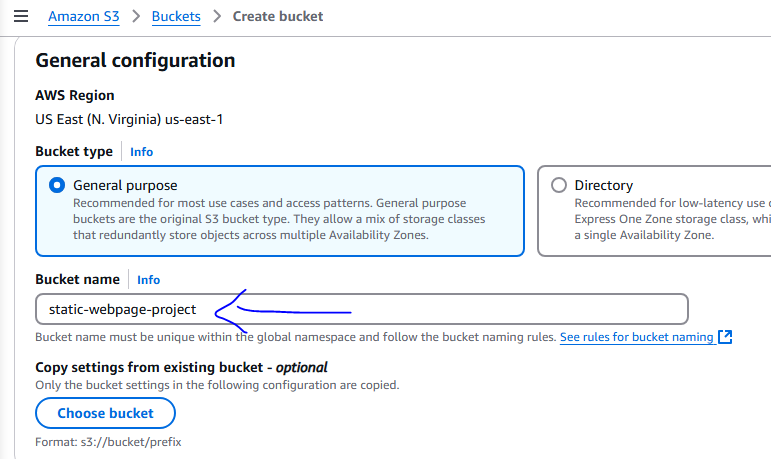 Amazon S3 > Buckets > Create bucket
General configuration
AWS Region
US East (N. Virginia) us-east-1
Bucket type Info
General purpose
Recommended for most use cases and access patterns. General purpose
buckets are the original S3 bucket type. They allow a mix of storage classes
that redundantly store objects across multiple Availability Zones.
Directory
Recommended for low-latency use
Express One Zone storage class,
a single Availability Zone.
Bucket name Info
static-webpage-project
Bucket name must be unique within the global namespace and follow the bucket naming rules. See rules for bucket naming
Copy settings from existing bucket - optional
Only the bucket settings in the following configuration are copied.
Choose bucket
Format: s3://bucket/prefix